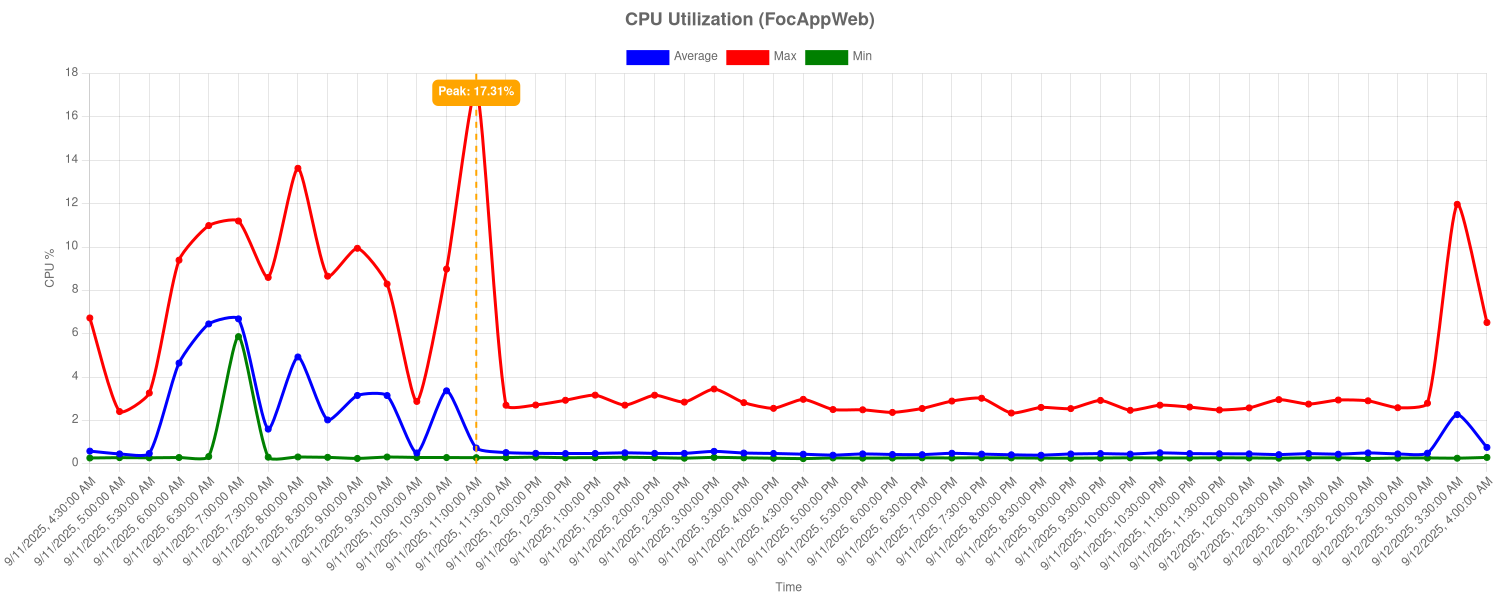 CPU Utilization (FocAppWeb)
Average Max Min
Peak: 17.31%
18
16
14
12
10
8
6
4
2
0
CPU %
9/11/2025, 4:30:00 AM
9/11/2025, 5:00:00 AM
9/11/2025, 5:30:00 AM
9/11/2025, 6:00:00 AM
9/11/2025, 6:30:00 AM
9/11/2025, 7:00:00 AM
9/11/2025, 7:30:00 AM
9/11/2025, 8:00:00 AM
9/11/2025, 8:30:00 AM
9/11/2025, 9:00:00 AM
9/11/2025, 9:30:00 AM
9/11/2025, 10:00:00 AM
9/11/2025, 10:30:00 AM
9/11/2025, 11:00:00 AM
9/11/2025, 11:30:00 AM
9/11/2025, 12:00:00 PM
9/11/2025, 12:30:00 PM
9/11/2025, 1:00:00 PM
9/11/2025, 1:30:00 PM
9/11/2025, 2:00:00 PM
9/11/2025, 2:30:00 PM
9/11/2025, 3:00:00 PM
9/11/2025, 3:30:00 PM
9/11/2025, 4:00:00 PM
9/11/2025, 4:30:00 PM
9/11/2025, 5:00:00 PM
9/11/2025, 5:30:00 PM
9/11/2025, 6:00:00 PM
9/11/2025, 6:30:00 PM
9/11/2025, 7:00:00 PM
9/11/2025, 7:30:00 PM
9/11/2025, 8:00:00 PM
9/11/2025, 8:30:00 PM
9/11/2025, 9:00:00 PM
9/11/2025, 9:30:00 PM
9/11/2025, 10:00:00 PM
9/11/2025, 10:30:00 PM
9/11/2025, 11:00:00 PM
9/11/2025, 11:30:00 PM
9/12/2025, 12:00:00 AM
9/12/2025, 12:30:00 AM
9/12/2025, 1:00:00 AM
9/12/2025, 1:30:00 AM
9/12/2025, 2:00:00 AM
9/12/2025, 2:30:00 AM
9/12/2025, 3:00:00 AM
9/12/2025, 3:30:00 AM
9/12/2025, 4:00:00 AM
Time